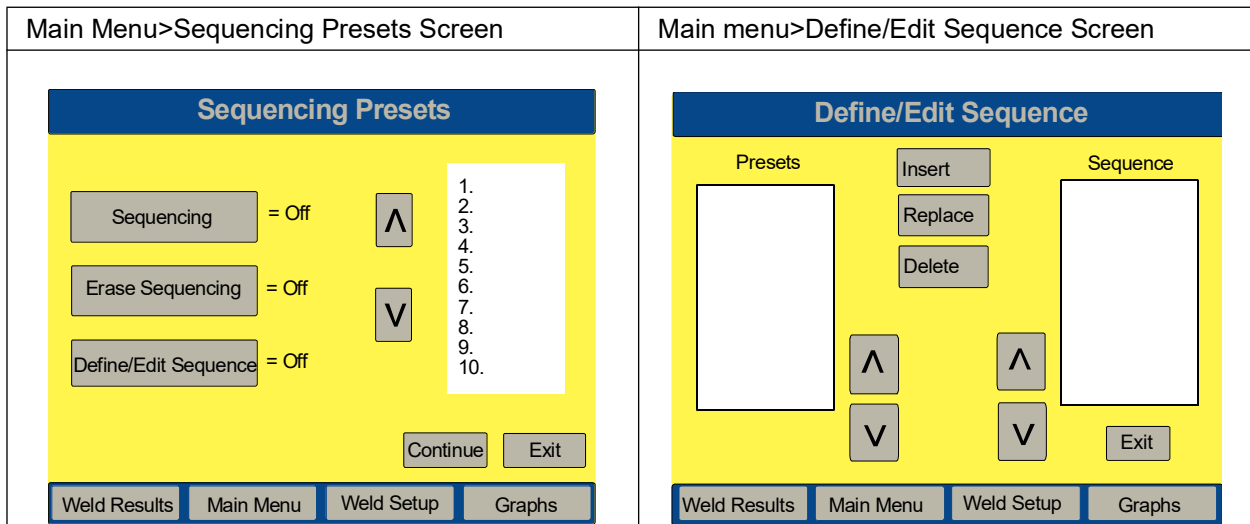 Main Menu>Sequencing Presets Screen
Main menu>Define/Edit Sequence Screen
Sequencing Presets
Sequencing = Off
Erase Sequencing = Off
Define/Edit Sequence = Off
Λ
V
1.
2.
3.
4.
5.
6.
7.
8.
9.
10.
Continue Exit
Weld Results Main Menu Weld Setup Graphs
Define/Edit Sequence
Presets
Insert
Replace
Delete
Sequence
Λ Λ
V V
Exit
Weld Results Main Menu Weld Setup Graphs